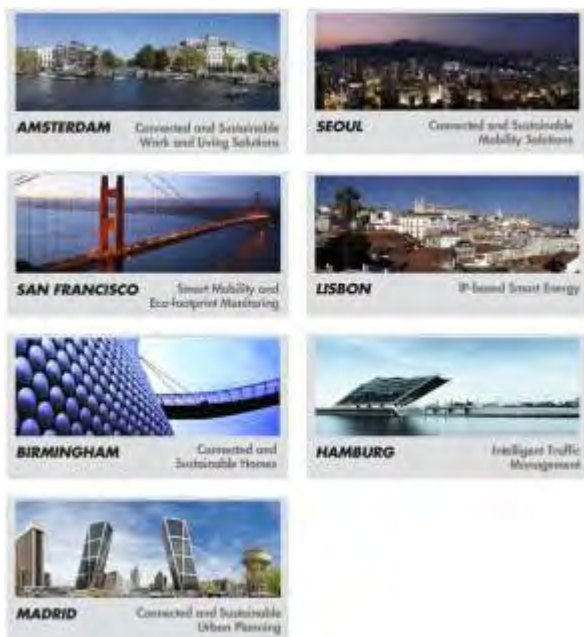 AMSTERDAM Connected and Sustainable
Work and Living Solutions
SEOUL Connected and Sustainable
Mobility Solutions
SAN FRANCISCO Smart Mobility and
Eco-footprint Monitoring
LISBON IP-based Smart Energy
BIRMINGHAM Connected and
Sustainable Homes
HAMBURG Intelligent Traffic
Management
MADRID Connected and Sustainable
Urban Planning